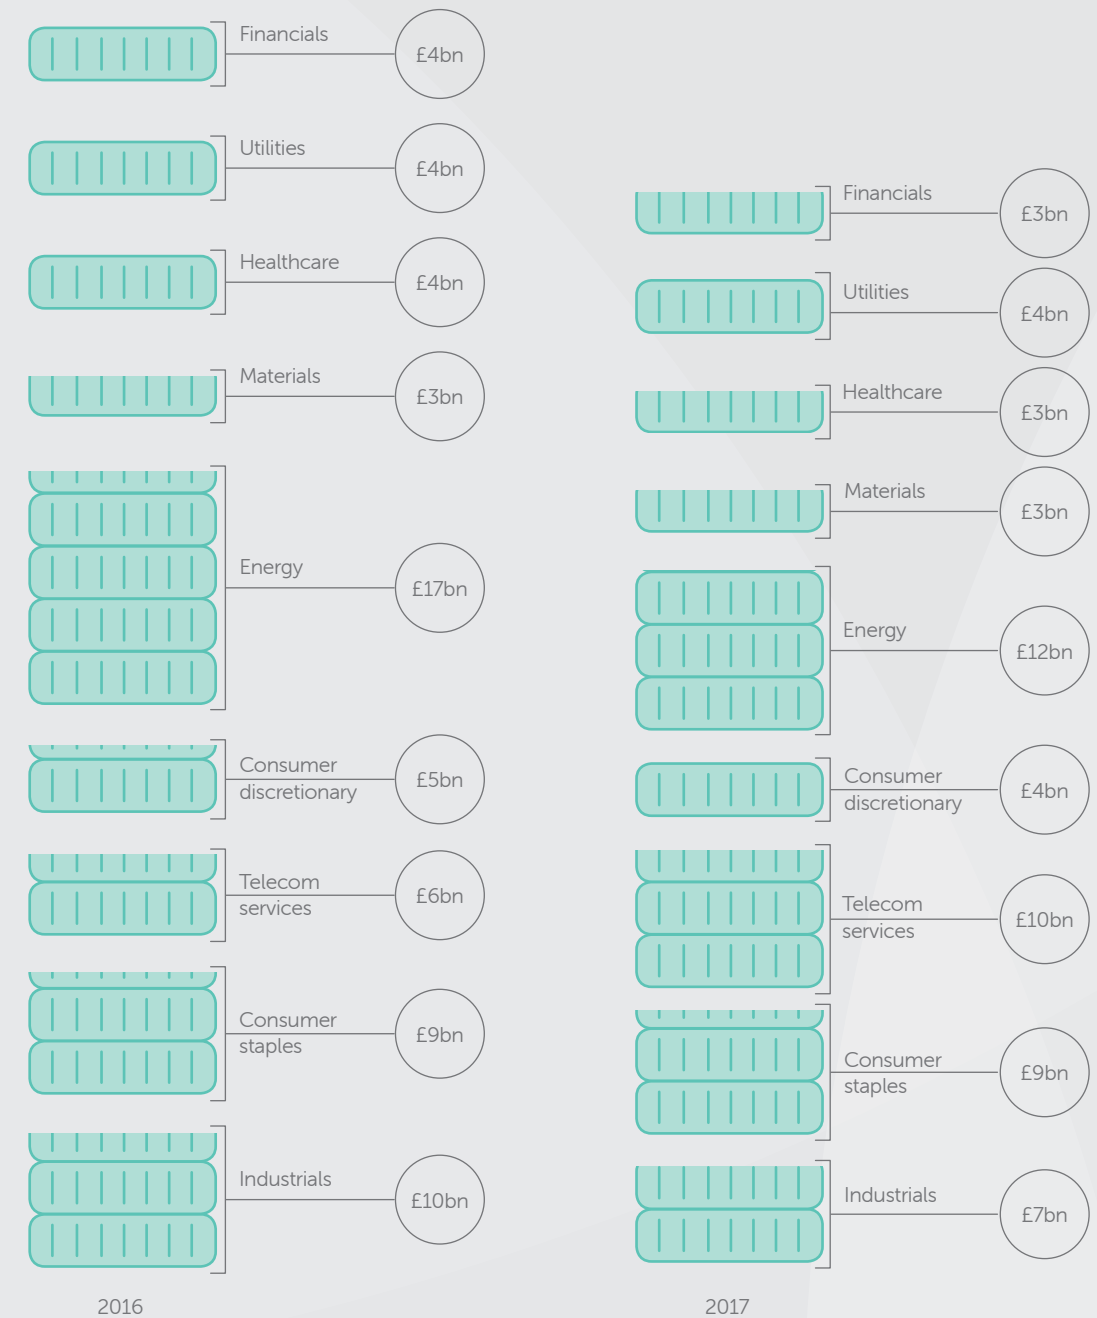 Financials
£4bn
Utilities
£4bn
Healthcare
£4bn
Materials
£3bn
Energy
£17bn
Consumer
discretionary
£5bn
Telecom
services
£6bn
Consumer
staples
£9bn
Industrials
£10bn
2016
Financials
£3bn
Utilities
£4bn
Healthcare
£3bn
Materials
£3bn
Energy
£12bn
Consumer
discretionary
£4bn
Telecom
services
£10bn
Consumer
staples
£9bn
Industrials
£7bn
2017